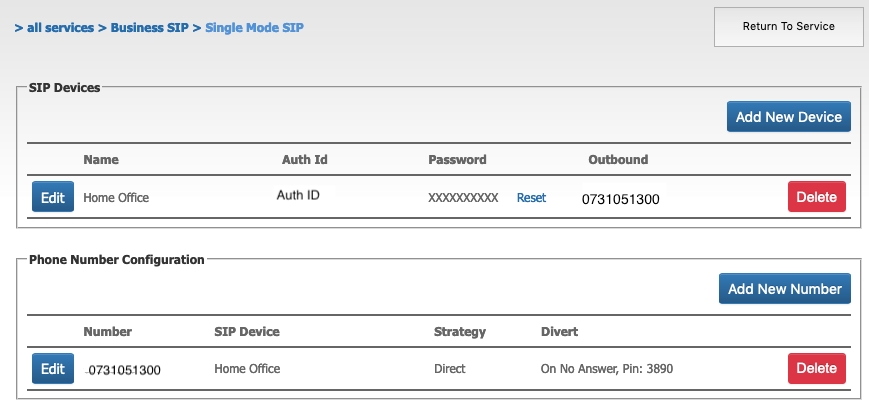 > all services > Business SIP > Single Mode SIP
Return To Service
SIP Devices
Add New Device
Name Auth Id Password Outbound
Edit Home Office Auth ID XXXXXXXXXX Reset 0731051300 Delete
Phone Number Configuration
Add New Number
Number SIP Device Strategy Divert
Edit 0731051300 Home Office Direct On No Answer, Pin: 3890 Delete